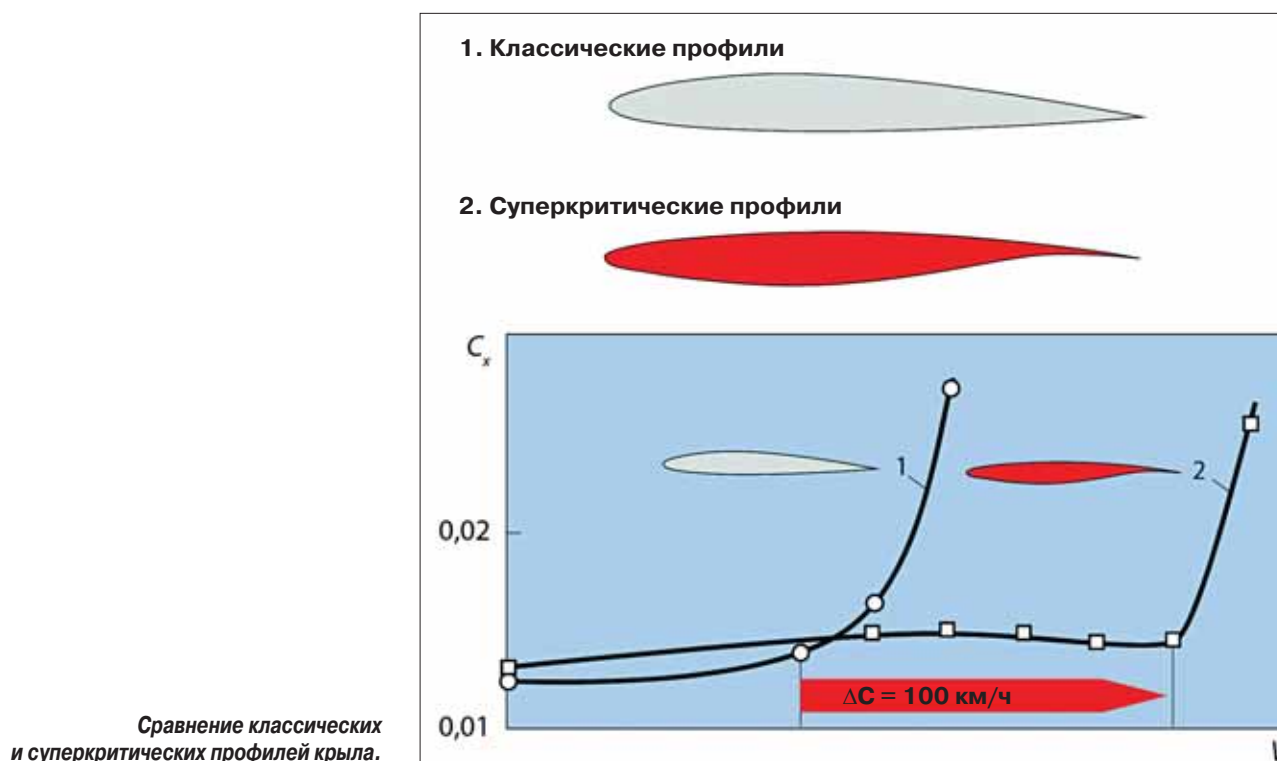 1. Классические профили
2. Суперкритические профили
Cx
1
2
0,02
ΔC = 100 км/ч
0,01
Сравнение классических
и суперкритических профилей крыла.